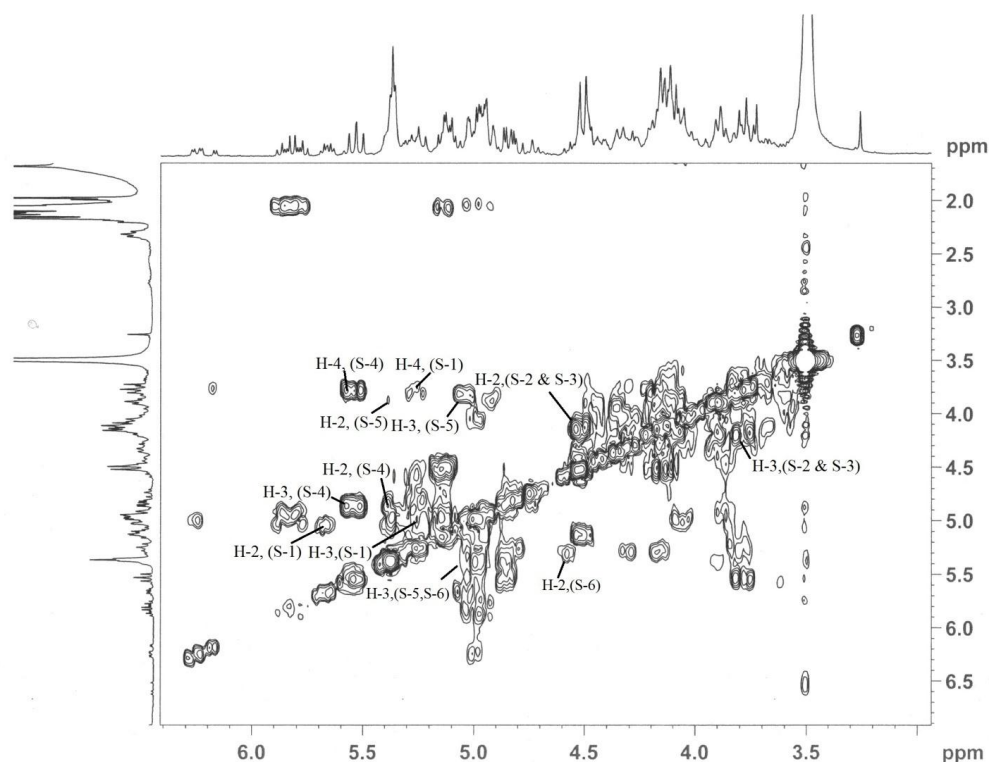 ppm
2.0
2.5
3.0
3.5
H-4, (S-4) H-4, (S-1)
H-2,(S-2 & S-3)
H-2, (S-5) H-3, (S-5)
4.0
H-3,(S-2 & S-3)
H-2, (S-4)
4.5
H-3, (S-4)
5.0
H-2, (S-1) H-3,(S-1)
H-3,(S-5,S-6) H-2,(S-6)
5.5
6.0
6.5
6.0 5.5 5.0 4.5 4.0 3.5 ppm